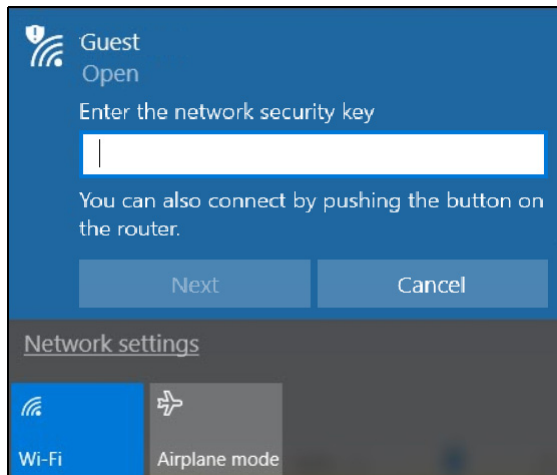 Guest
Open
Enter the network security key
You can also connect by pushing the button on
the router.
Next
Cancel
Network settings
Wi-Fi
Airplane mode